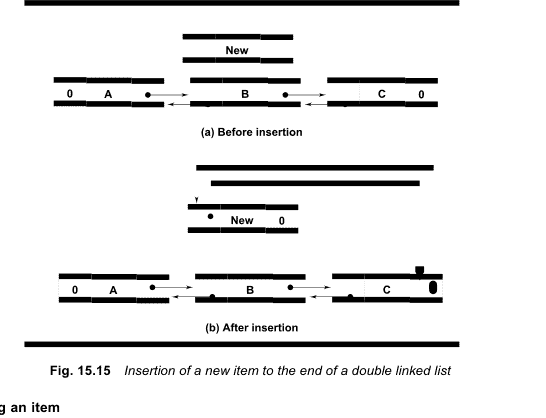 New
0 A B C 0
(a) Before insertion
New 0
0 A B C
(b) After insertion
Fig. 15.15 Insertion of a new item to the end of a double linked list
g an item